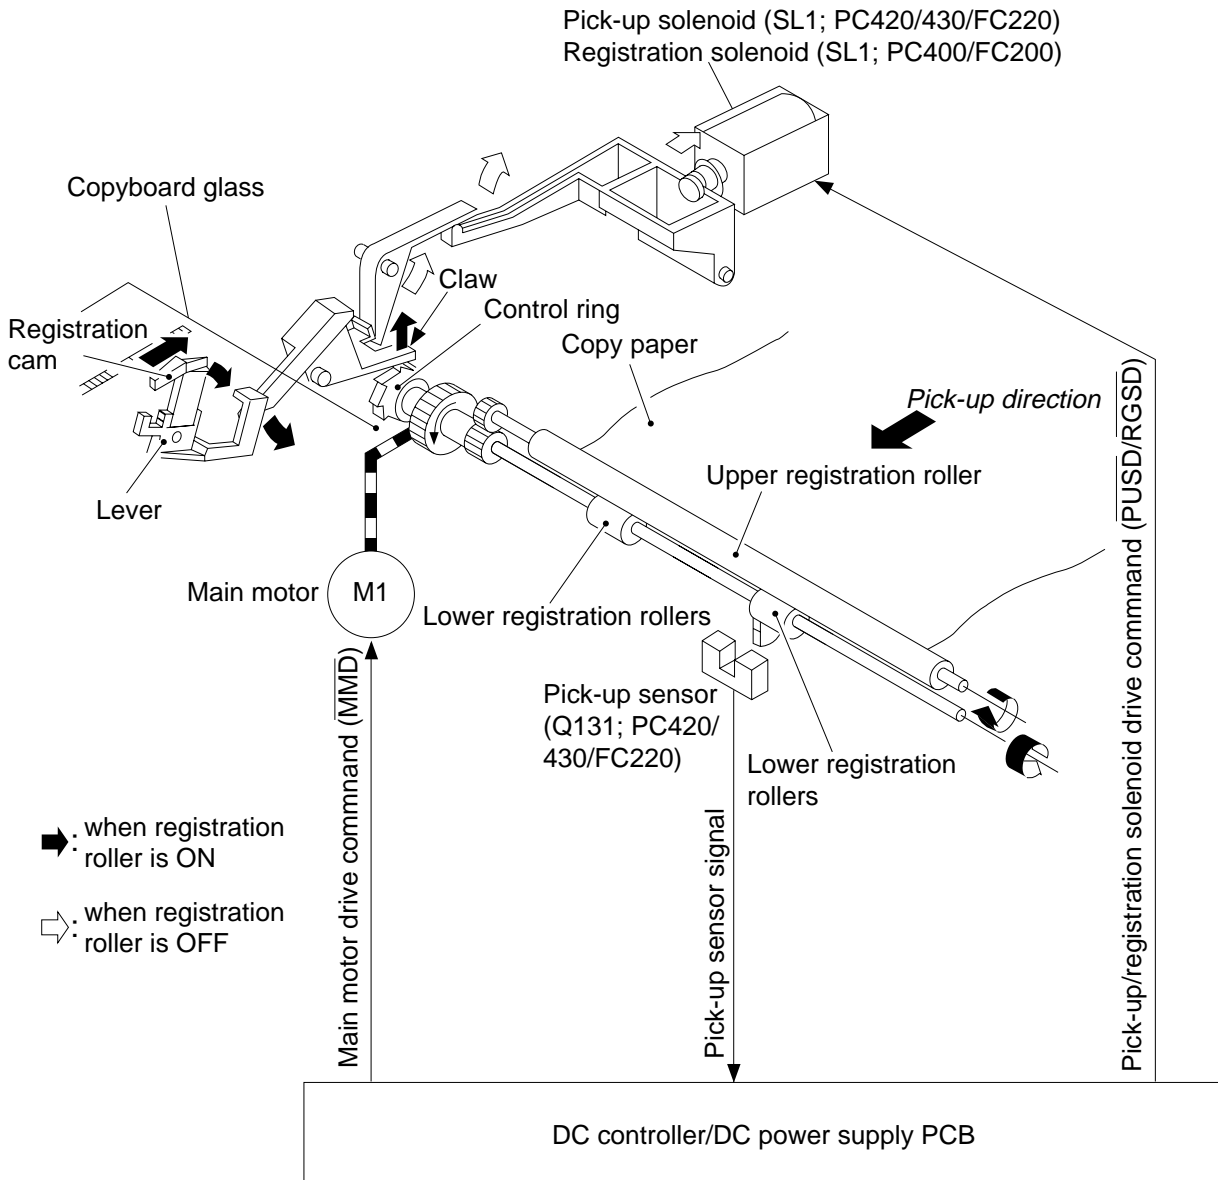 Pick-up solenoid (SL1; PC420/430/FC220)
Registration solenoid (SL1; PC400/FC200)
Copyboard glass
Claw
Control ring
Registration
cam
Copy paper
Pick-up direction
Upper registration roller
Lever
Main motor
M1
Lower registration rollers
Pick-up sensor
(Q131; PC420/
430/FC220)
Lower registration
rollers
when registration
roller is ON
when registration
roller is OFF
Main motor drive command (MMD)
Pick-up sensor signal
Pick-up/registration solenoid drive commnand (PUSD/RGSD)
DC controller/DC power supply PCB